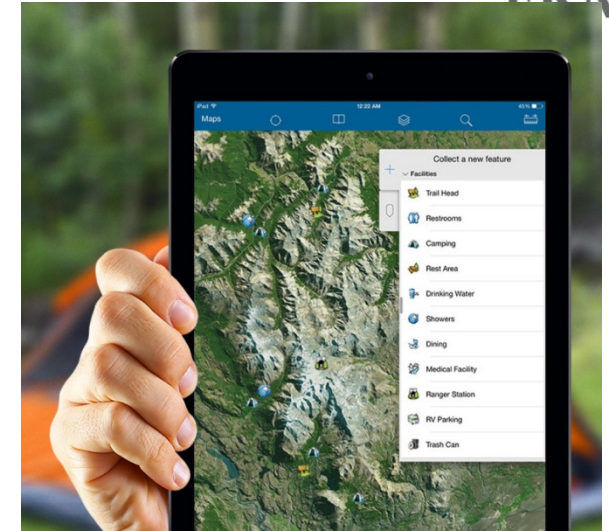 iPad
12:22 AM
45%
Maps
Collect a new feature
Facilities
Trail Head
Restrooms
Camping
Rest Area
Drinking Water
Showers
Dining
Medical Facility
Ranger Station
RV Parking
Trash Can